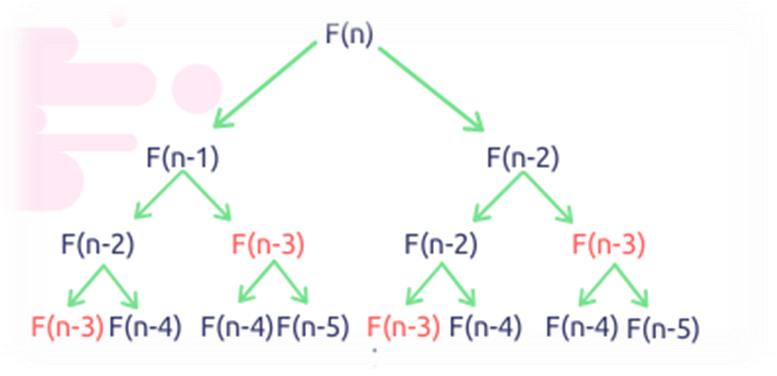 F(n)
F(n-1) F(n-2)
F(n-2) F(n-3) F(n-2) F(n-3)
F(n-3) F(n-4) F(n-4) F(n-5) F(n-3) F(n-4) F(n-4) F(n-5)